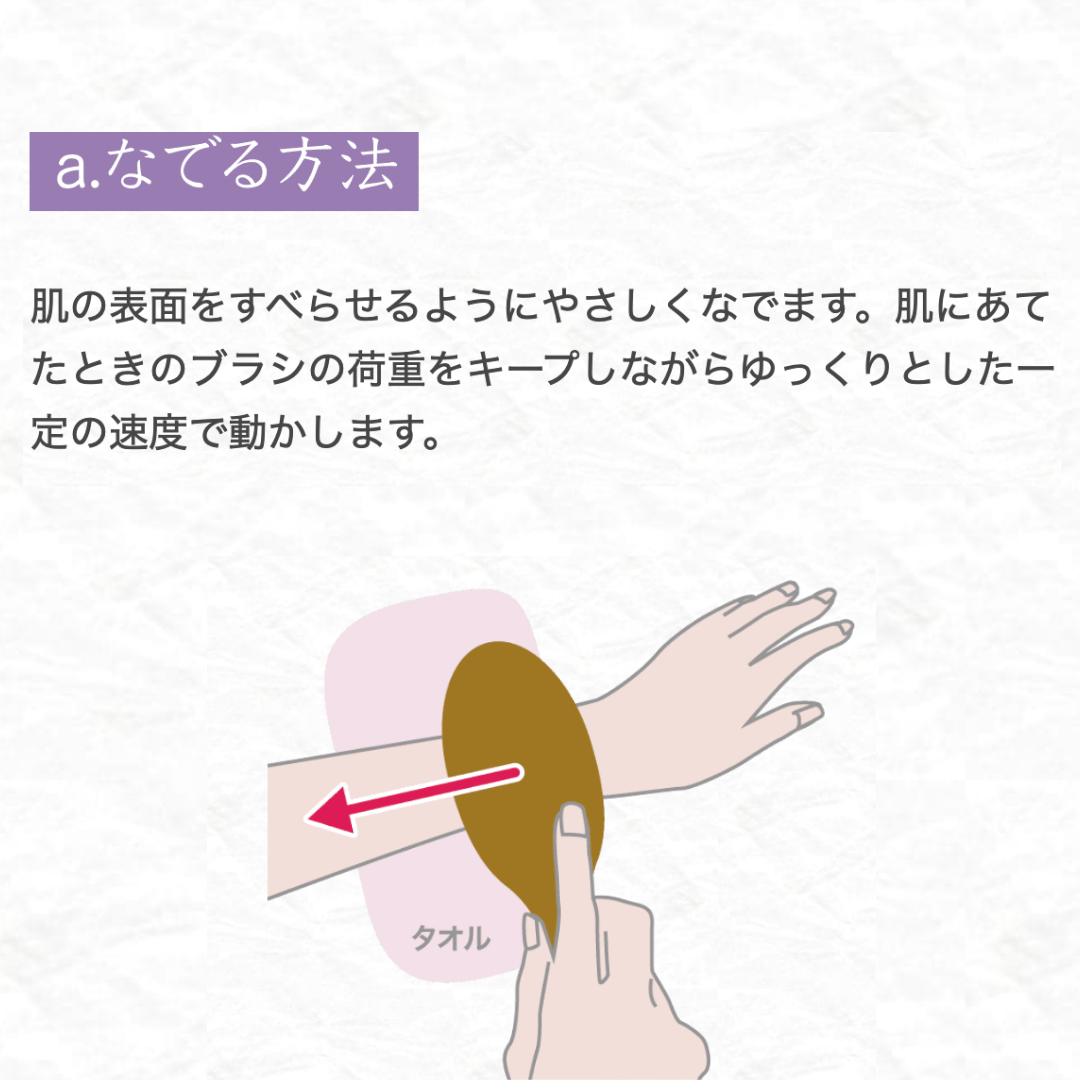 a.なでる方法
肌の表面をすべらせるようにやさしくなでます。肌にあて
たときのブラシの荷重をキープしながらゆっくりとした一
定の速度で動かします。
タオル